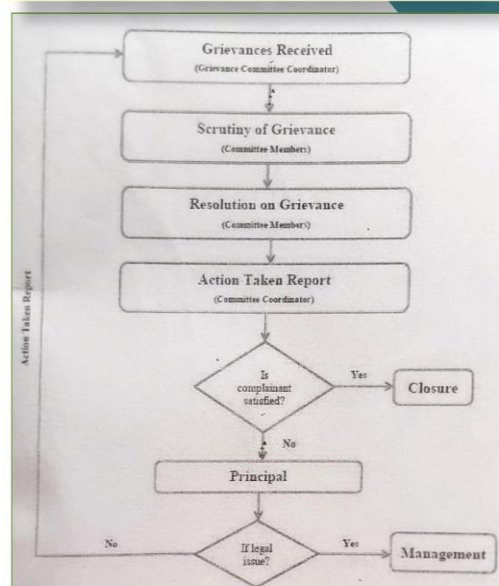 Grievances Received
(Grievance Committee Coordinator)
Scrutiny of Grievance
(Committee Members)
Resolution on Grievance
(Committee Members)
Action Taken Report
(Committee Coordinator)
Action Taken Report
Is
complainant
satisfied?
Yes
Closure
No
Principal
If legal
issue?
No
Yes
Management